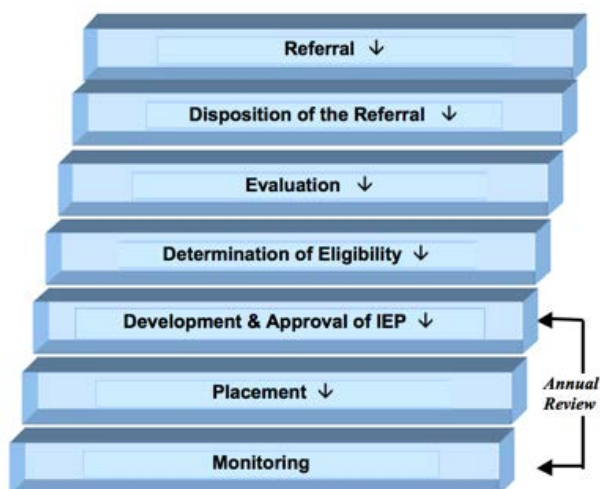 Referral ↓
Disposition of the Referral ↓
Evaluation ↓
Determination of Eligibility ↓
Development & Approval of IEP ↓
Placement ↓
Annual
Review
Monitoring